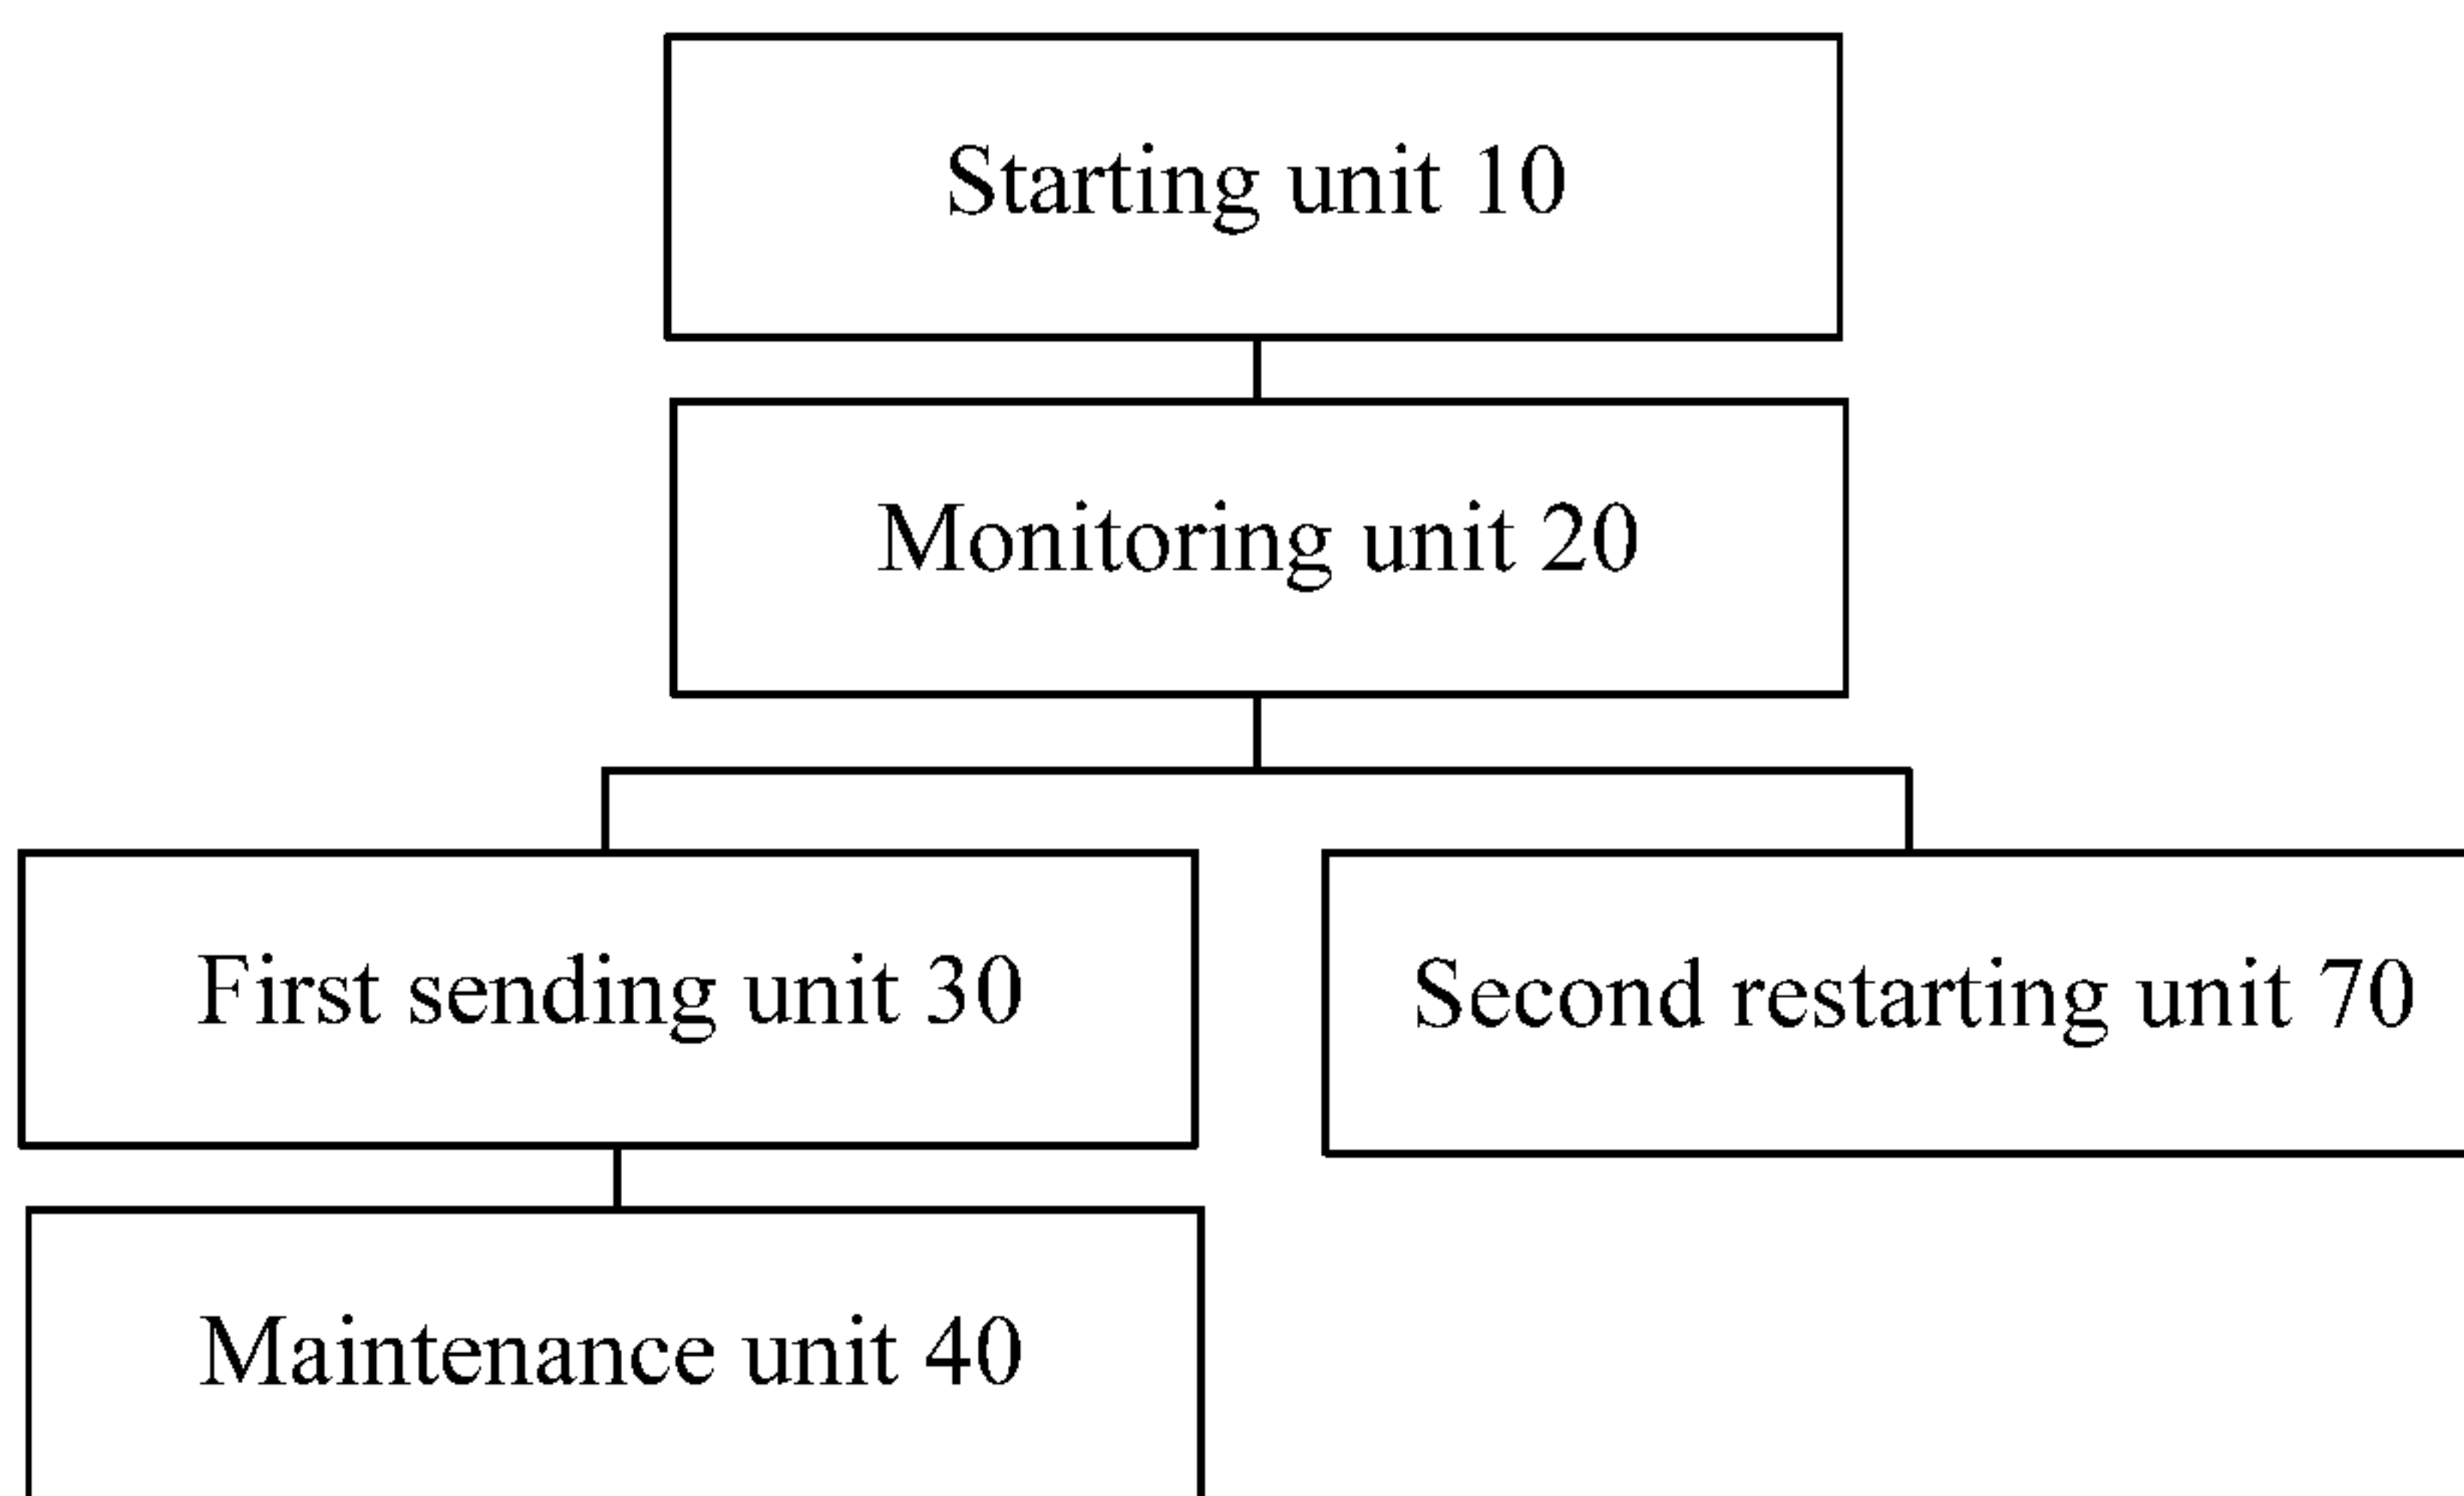 Starting unit 10
Monitoring unit 20
First sending unit 30
Second restarting unit 70
Maintenance unit 40